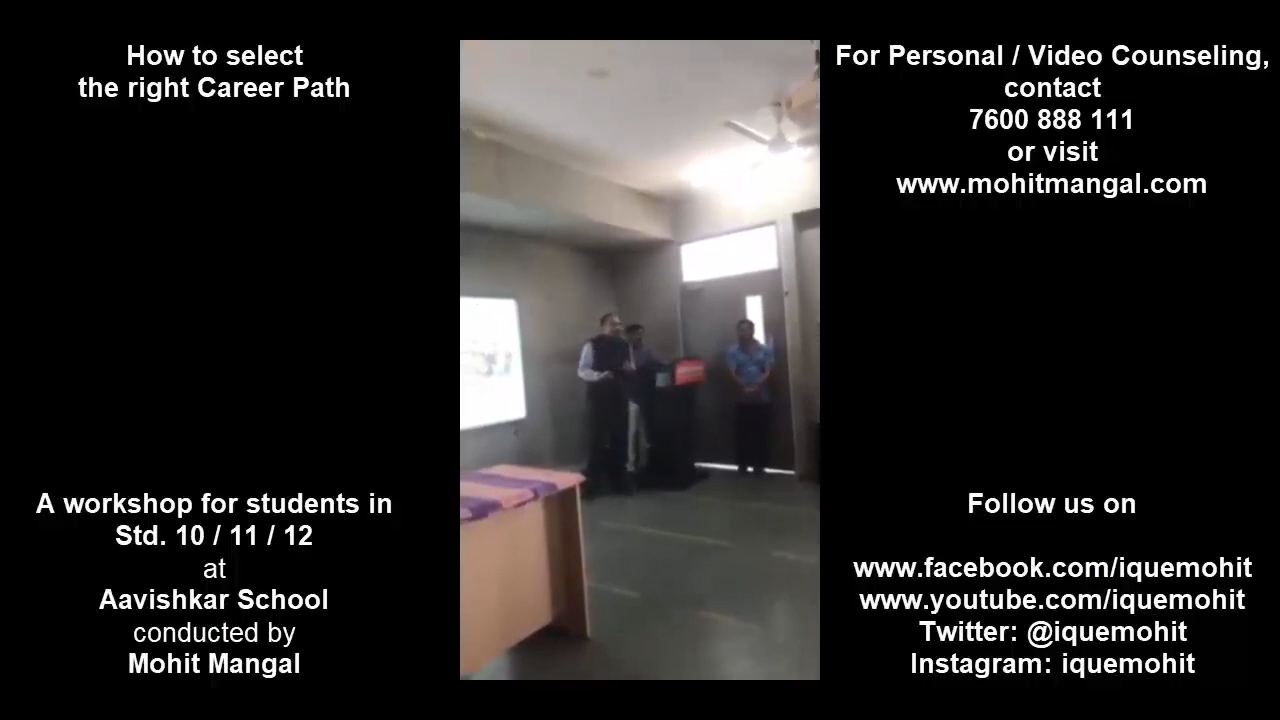 How to select
the right Career Path
For Personal / Video Counseling,
contact
7600 888 111
or visit
www.mohitmangal.com
A workshop for students in
Std. 10 / 11 / 12
at
Aavishkar School
conducted by
Mohit Mangal
Follow us on
www.facebook.com/iquemohit
www.youtube.com/iquemohit
Twitter: @iquemohit
Instagram: iquemohit